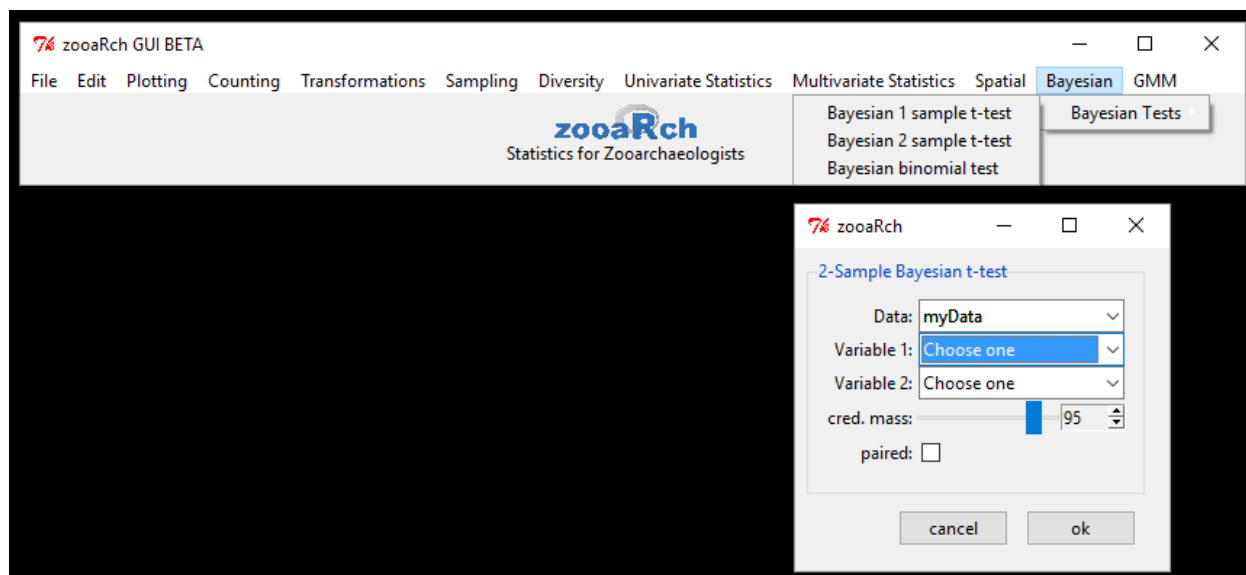 zooaRch GUI BETA
File Edit Plotting Counting Transformations Sampling Diversity Univariate Statistics Multivariate Statistics Spatial Bayesian GMM
zooaRch
Statistics for Zooarchaeologists
Bayesian 1 sample t-test
Bayesian 2 sample t-test
Bayesian binomial test
Bayesian Tests
zooaRch
2-Sample Bayesian t-test
Data: myData
Variable 1: Choose one
Variable 2: Choose one
cred. mass: 95
paired:
cancel ok